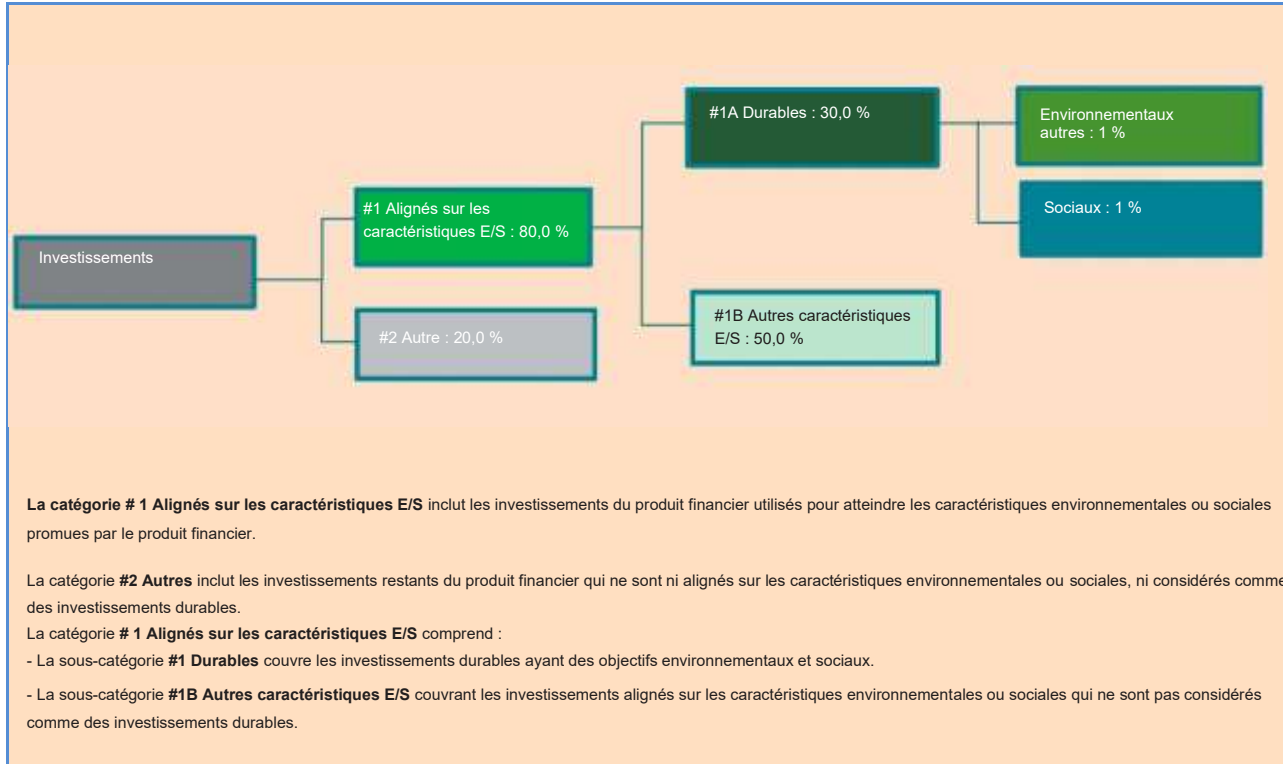 #1A Durables : 30,0 %
Environnementaux
autres : 1 %
#1 Alignés sur les
caractéristiques E/S : 80,0 %
Sociaux : 1 %
Investissements
#2 Autre : 20,0 %
#1B Autres caractéristiques
E/S : 50,0 %
La catégorie # 1 Alignés sur les caractéristiques E/S inclut les investissements du produit financier utilisés pour atteindre les caractéristiques environnementales ou sociales
promues par le produit financier.
La catégorie #2 Autres inclut les investissements restants du produit financier qui ne sont ni alignés sur les caractéristiques environnementales ou sociales, ni considérés comme
des investissements durables.
La catégorie # 1 Alignés sur les caractéristiques E/S comprend :
- La sous-catégorie #1 Durables couvre les investissements durables ayant des objectifs environnementaux et sociaux.
- La sous-catégorie #1B Autres caractéristiques E/S couvrant les investissements alignés sur les caractéristiques environnementales ou sociales qui ne sont pas considérés
comme des investissements durables.